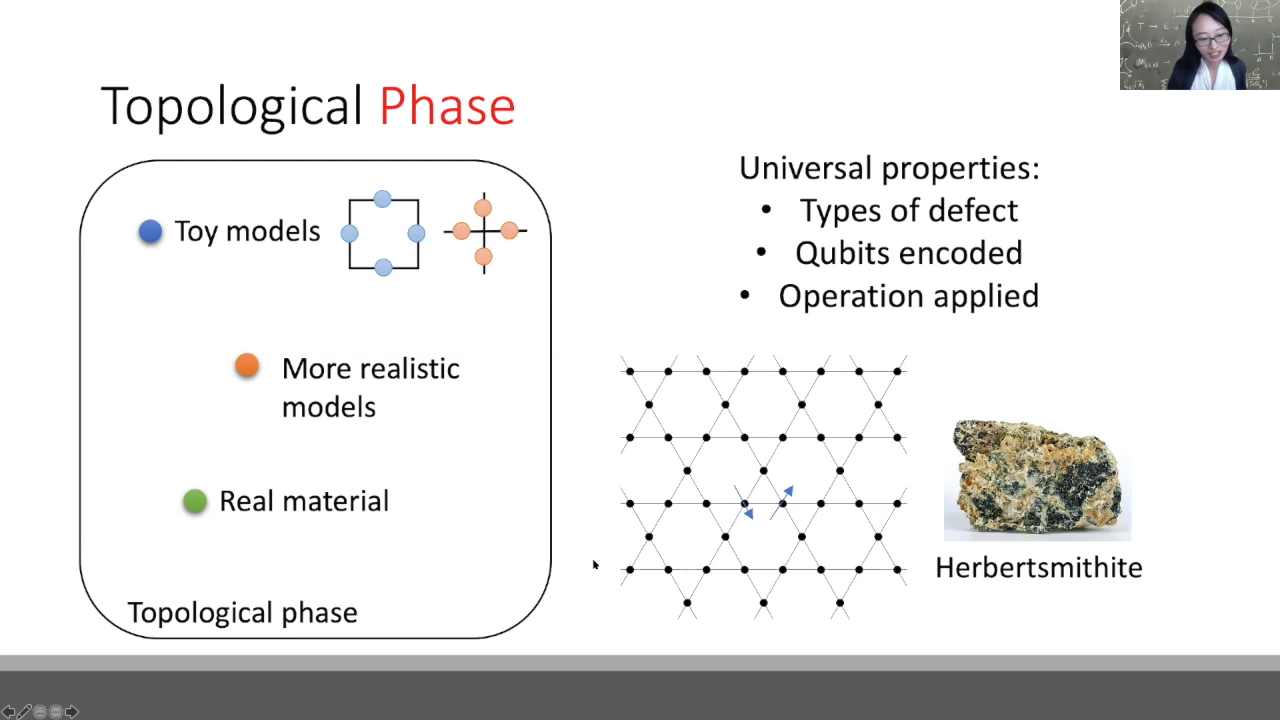 Topological Phase
Toy models
More realistic
models
Real material
Topological phase
Universal properties:
• Types of defect
• Qubits encoded
• Operation applied
Herbertsmithite